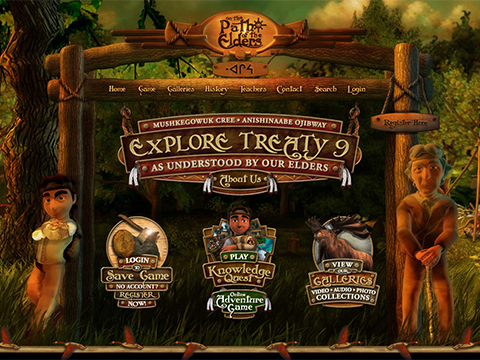 On the
Path
Of The
Elders
ᐊᒋᔕ
Home Game Galleries History Teachers Contact Search Login
Register Here
MUSHKEGOWUK CREE • ANISHINAABE OJIBWAY
EXPLORE TREATY 9
AS UNDERSTOOD BY OUR ELDERS
About Us
LOGIN
TO
Save Game
NO ACCOUNT?
REGISTER
NOW!
PLAY
Knowledge
Quest
Online
Adventure
Game
VIEW
OUR
GALLERIES
VIDEO • AUDIO • PHOTO
COLLECTIONS